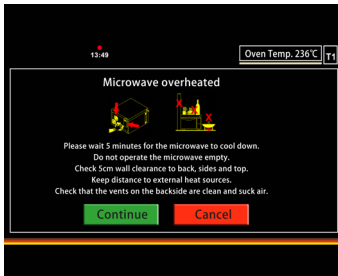 13:49
Oven Temp. 236°C
T1
Microwave overheated
Please wait 5 minutes for the microwave to cool down.
Do not operate the microwave empty.
Check 5cm wall clearance to back, sides and top.
Keep distance to external heat sources.
Check that the vents on the backside are clean and suck air.
Continue
Cancel